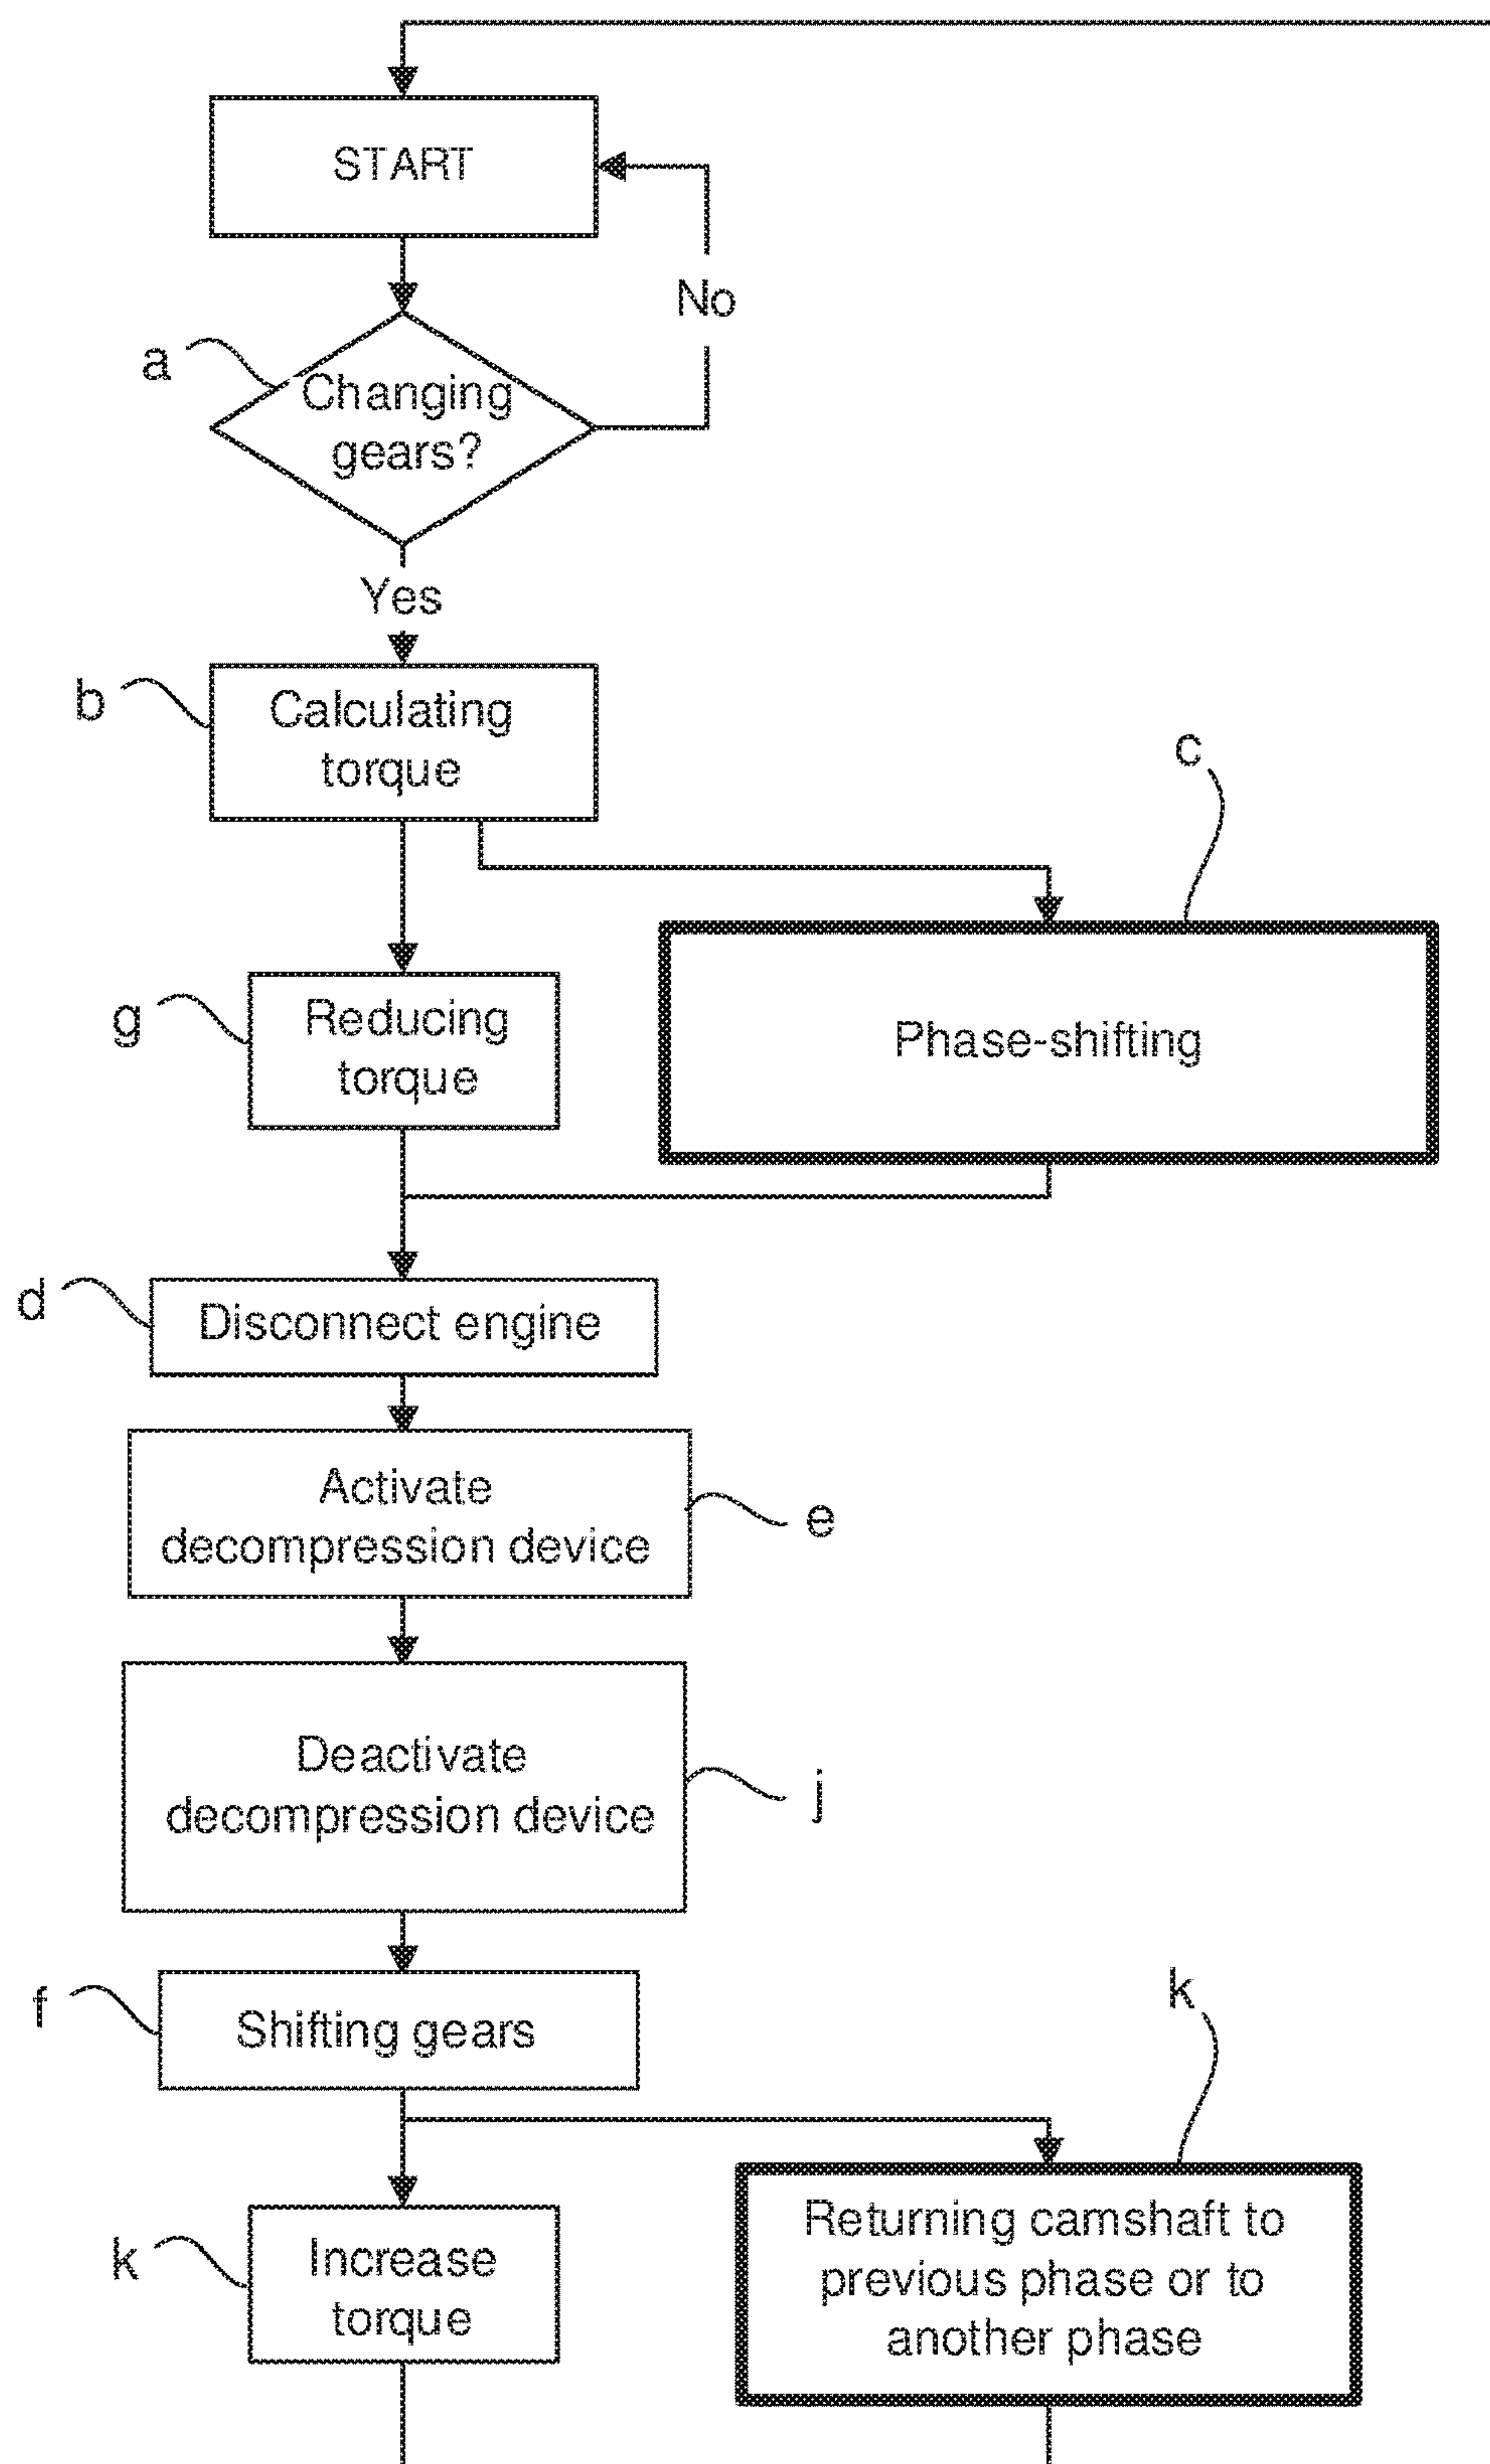 START
No
a
Changing
gears?
Yes
b
Calculating
torque
c
g
Reducing
torque
Phase-shifting
d
Disconnect engine
Activate
decompression device
e
Deactivate
decompression device
j
f
Shifting gears
k
k
Increase
torque
Returning camshaft to
previous phase or to
another phase